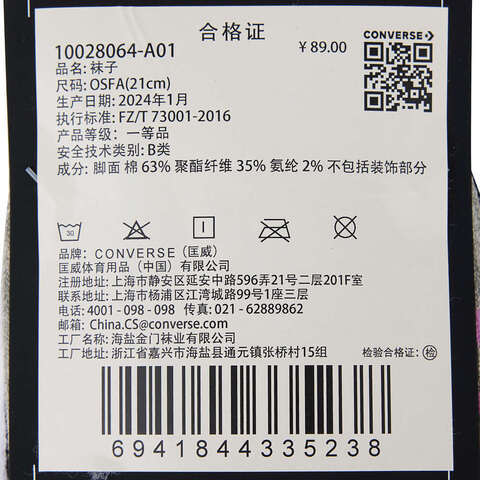 合格证
CONVERSE
10028064-A01
￥89.00
品名: 袜子
尺码: OSFA(21cm)
生产日期: 2024年1月
执行标准: FZ/T 73001-2016
产品等级: 一等品
安全技术类别: B类
成分: 脚面 棉 63% 聚酯纤维 35% 氨纶 2% 不包括装饰部分
30
品牌: CONVERSE (匡威)
匡威体育用品（中国）有限公司
注册地址: 上海市静安区延安中路596弄21号二层201F室
联系地址: 上海市杨浦区江湾城路99号1座三层
电话: 4001 - 098 - 098 传真: 021 - 62889862
邮箱: China.CS@converse.com
工厂名称: 海盐金门袜业有限公司
工厂地址: 浙江省嘉兴市海盐县通元镇张桥村15组
检验合格证: 检
6941844335238